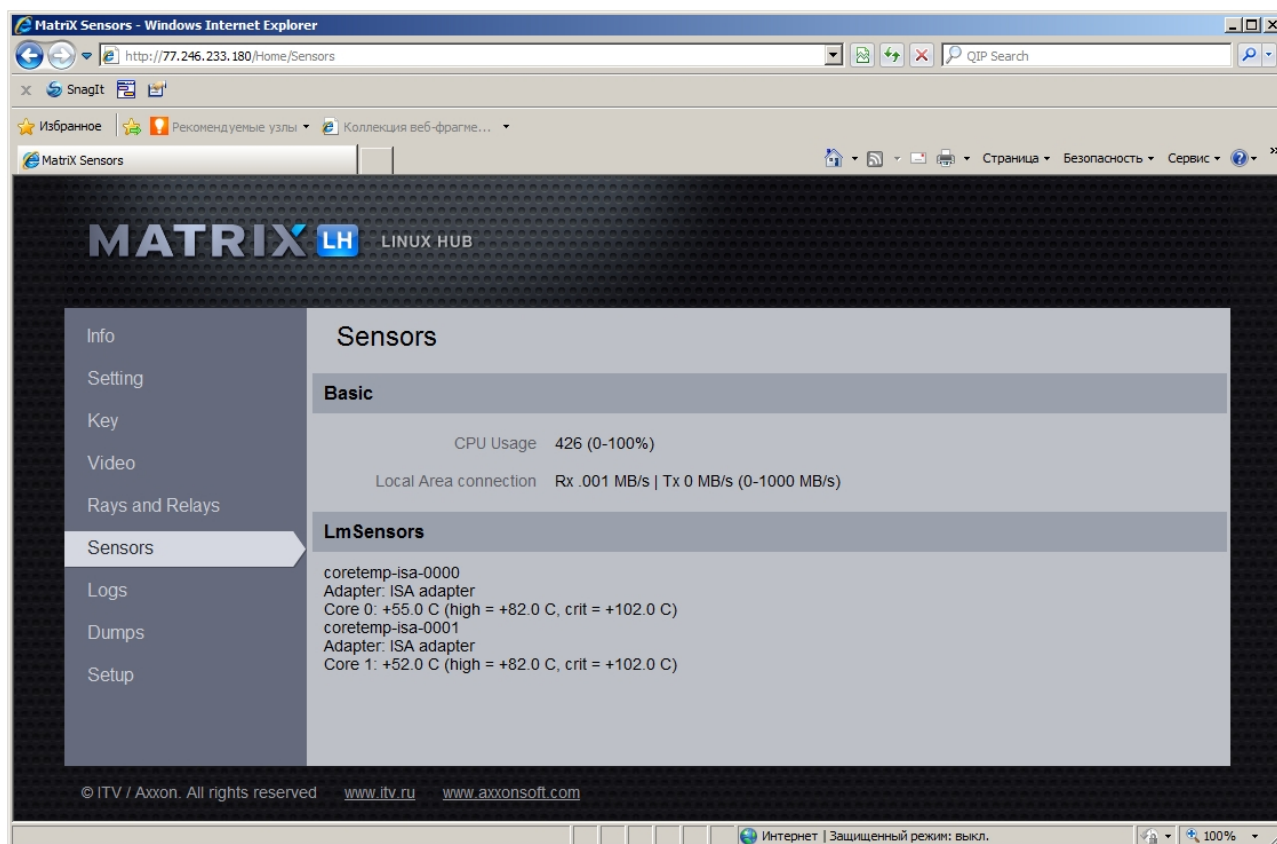 MatriX Sensors - Windows Internet Explorer
http://77.246.233.180/Home/Sensors
QIP Search
x SnagIt
Избранное Рекомендуемые узлы Коллекция веб-фрагме...
MatriX Sensors
Страница Безопасность Сервис »
MATRIX LH LINUX HUB
Info
Setting
Key
Video
Rays and Relays
Sensors
Logs
Dumps
Setup
Sensors
Basic
CPU Usage 426 (0-100%)
Local Area connection Rx .001 MB/s | Tx 0 MB/s (0-1000 MB/s)
LmSensors
coretemp-isa-0000
Adapter: ISA adapter
Core 0: +55.0 C (high = +82.0 C, crit = +102.0 C)
coretemp-isa-0001
Adapter: ISA adapter
Core 1: +52.0 C (high = +82.0 C, crit = +102.0 C)
© ITV / Axxon. All rights reserved www.itv.ru www.axxonsoft.com
Интернет | Защищенный режим: выкл. 100%